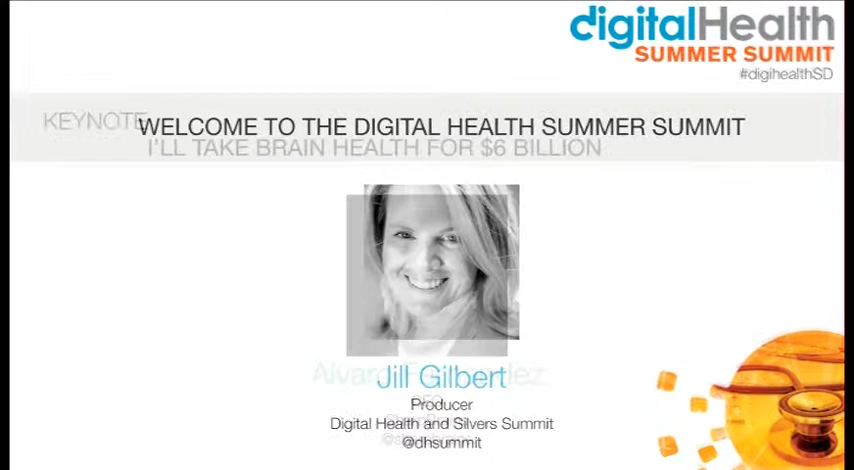 digitalHealth
SUMMER SUMMIT
#digihealthSD
KEYNOTE
WELCOME TO THE DIGITAL HEALTH SUMMER SUMMIT
I'LL TAKE BRAIN HEALTH FOR $6 BILLION
Jill Gilbert
Producer
Digital Health and Silvers Summit
@dhsummit